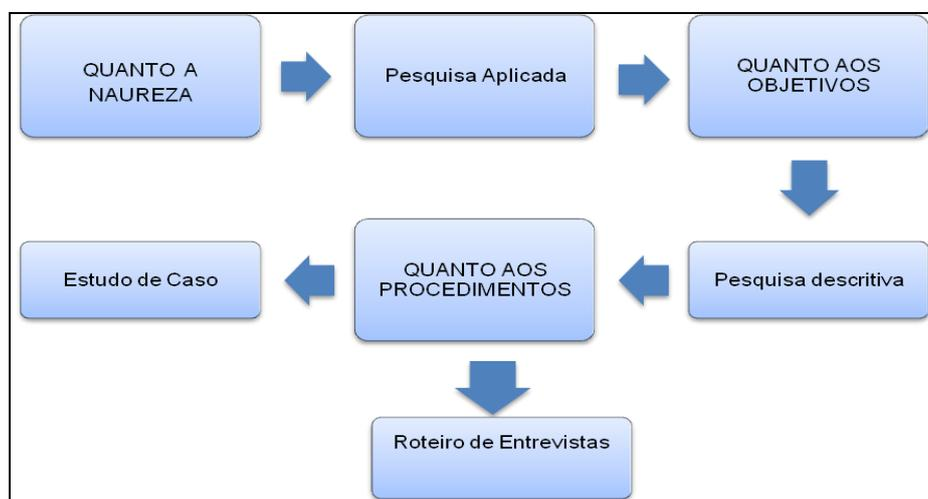 QUANTO A
NAUREZA
Pesquisa Aplicada
QUANTO AOS
OBJETIVOS
Pesquisa descritiva
QUANTO AOS
PROCEDIMENTOS
Estudo de Caso
Roteiro de Entrevistas